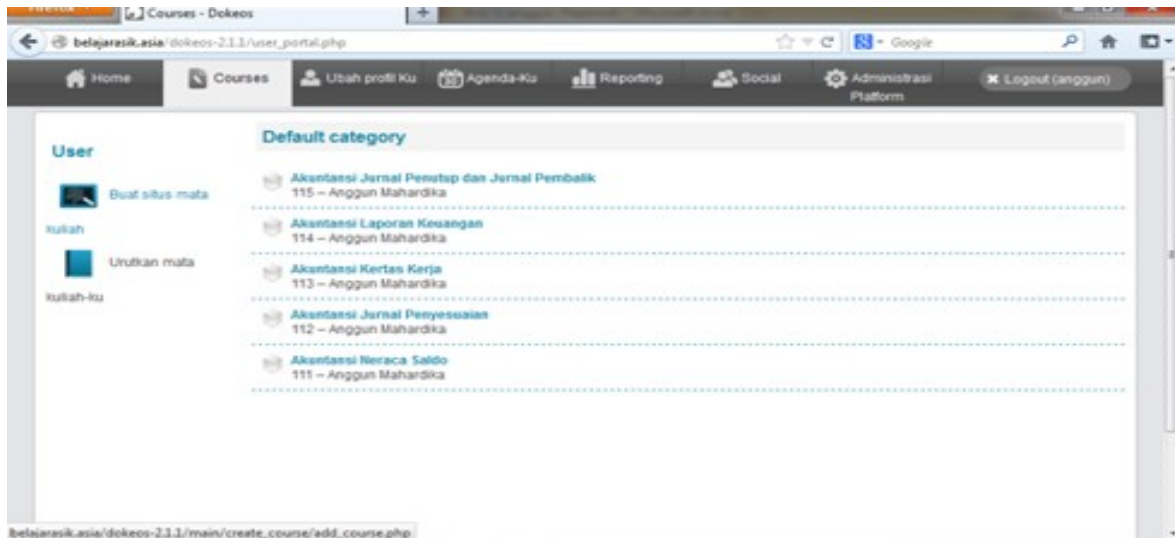 Courses - Dokeos
belajarasik.asia/dokeos-2.1.1/user_portal.php
Google
Home
Courses
Ubah profil Ku
Agenda-Ku
Reporting
Social
Administrasi
Platform
Logout (anggun)
User
Buat situs mata
kuliah
Urutkan mata
kuliah-ku
Default category
Akuntansi Jurnal Penutup dan Jurnal Pembalik
115 – Anggun Mahardika
Akuntansi Laporan Keuangan
114 – Anggun Mahardika
Akuntansi Kertas Kerja
113 – Anggun Mahardika
Akuntansi Jurnal Penyesuaian
112 – Anggun Mahardika
Akuntansi Neraca Saldo
111 – Anggun Mahardika
belajarasik.asia/dokeos-2.1.1/main/create_course/add_course.php